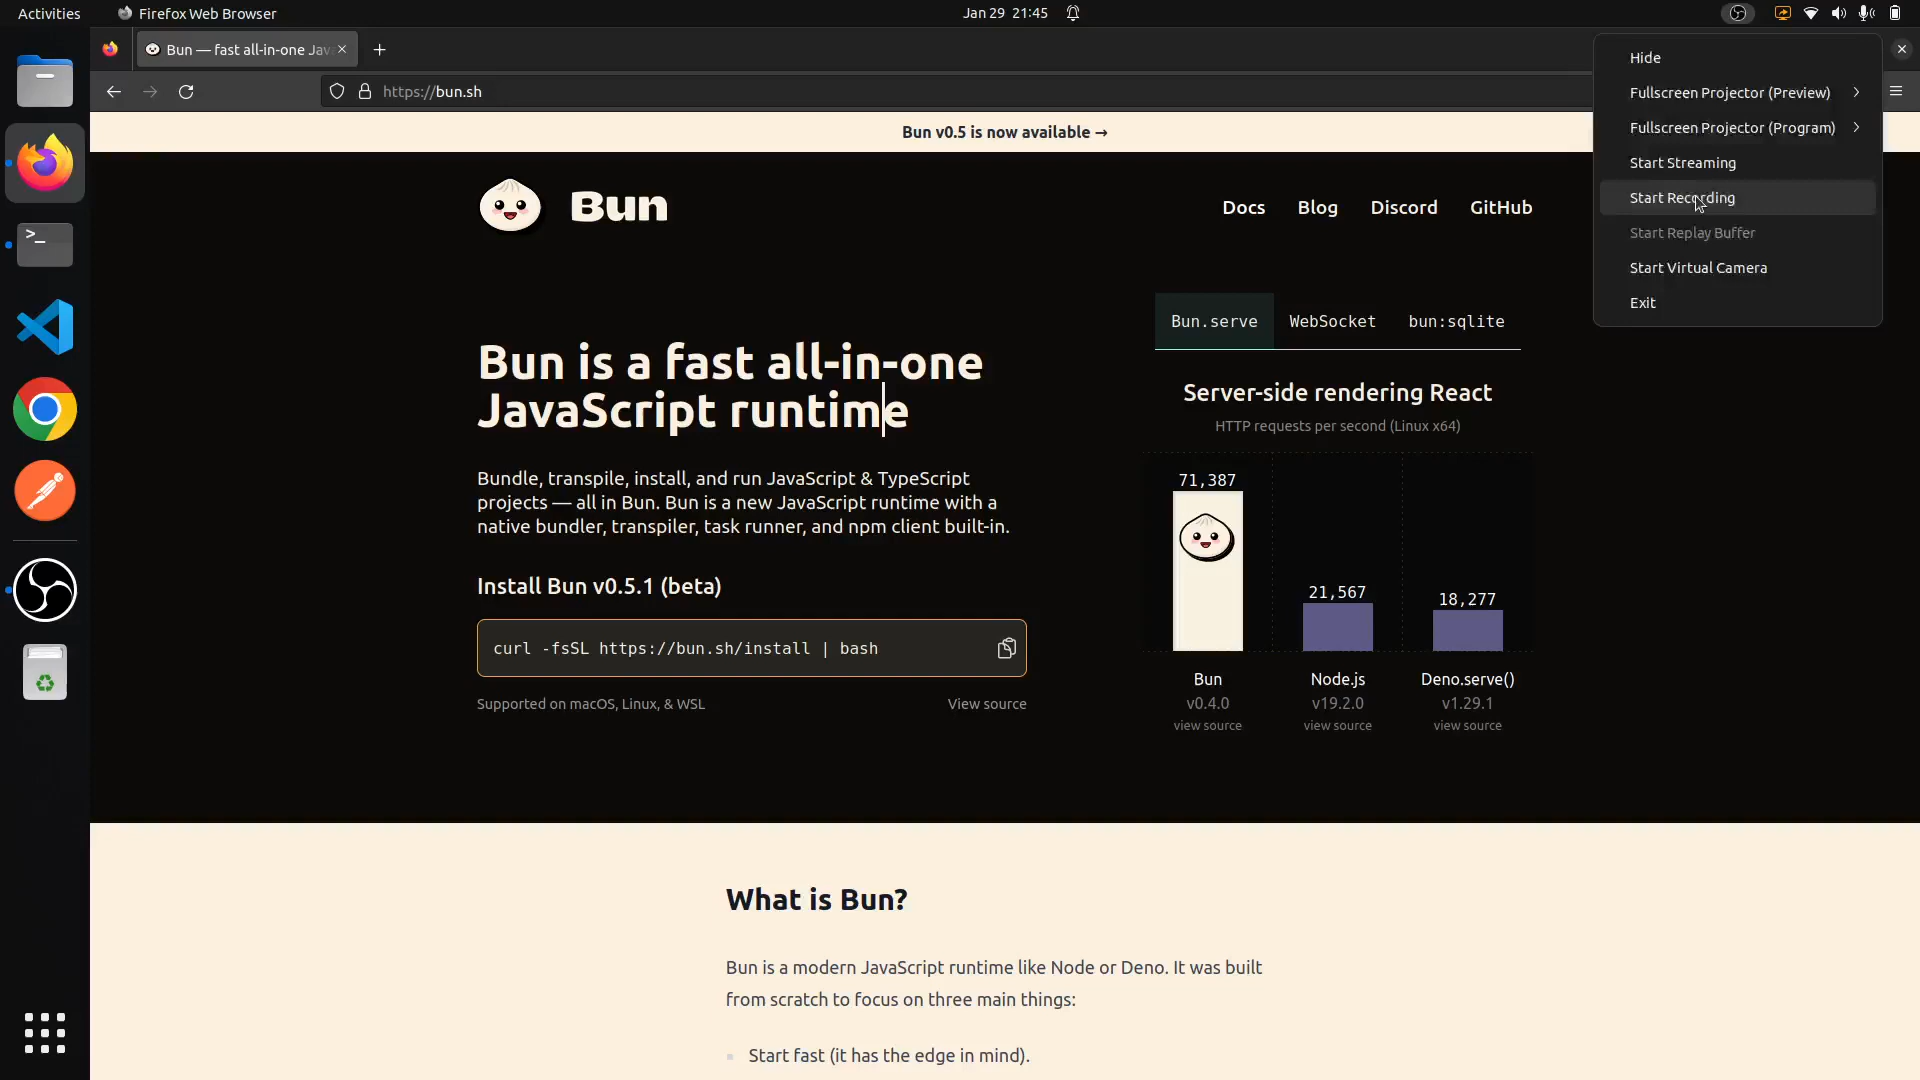 Activities
Firefox Web Browser
Jan 29 21:45
Bun — fast all-in-one Jav
https://bun.sh
Hide
Fullscreen Projector (Preview)
Fullscreen Projector (Program)
Start Streaming
Start Recording
Start Replay Buffer
Start Virtual Camera
Exit
Bun v0.5 is now available →
Bun
Docs
Blog
Discord
GitHub
Bun is a fast all-in-one
JavaScript runtime
Bundle, transpile, install, and run JavaScript & TypeScript
projects — all in Bun. Bun is a new JavaScript runtime with a
native bundler, transpiler, task runner, and npm client built-in.
Install Bun v0.5.1 (beta)
curl -fsSL https://bun.sh/install | bash
Supported on macOS, Linux, & WSL
View source
Bun.serve
WebSocket
bun:sqlite
Server-side rendering React
HTTP requests per second (Linux x64)
71,387
21,567
18,277
Bun
Node.js
Deno.serve()
v0.4.0
v19.2.0
v1.29.1
view source
view source
view source
What is Bun?
Bun is a modern JavaScript runtime like Node or Deno. It was built
from scratch to focus on three main things:
Start fast (it has the edge in mind).